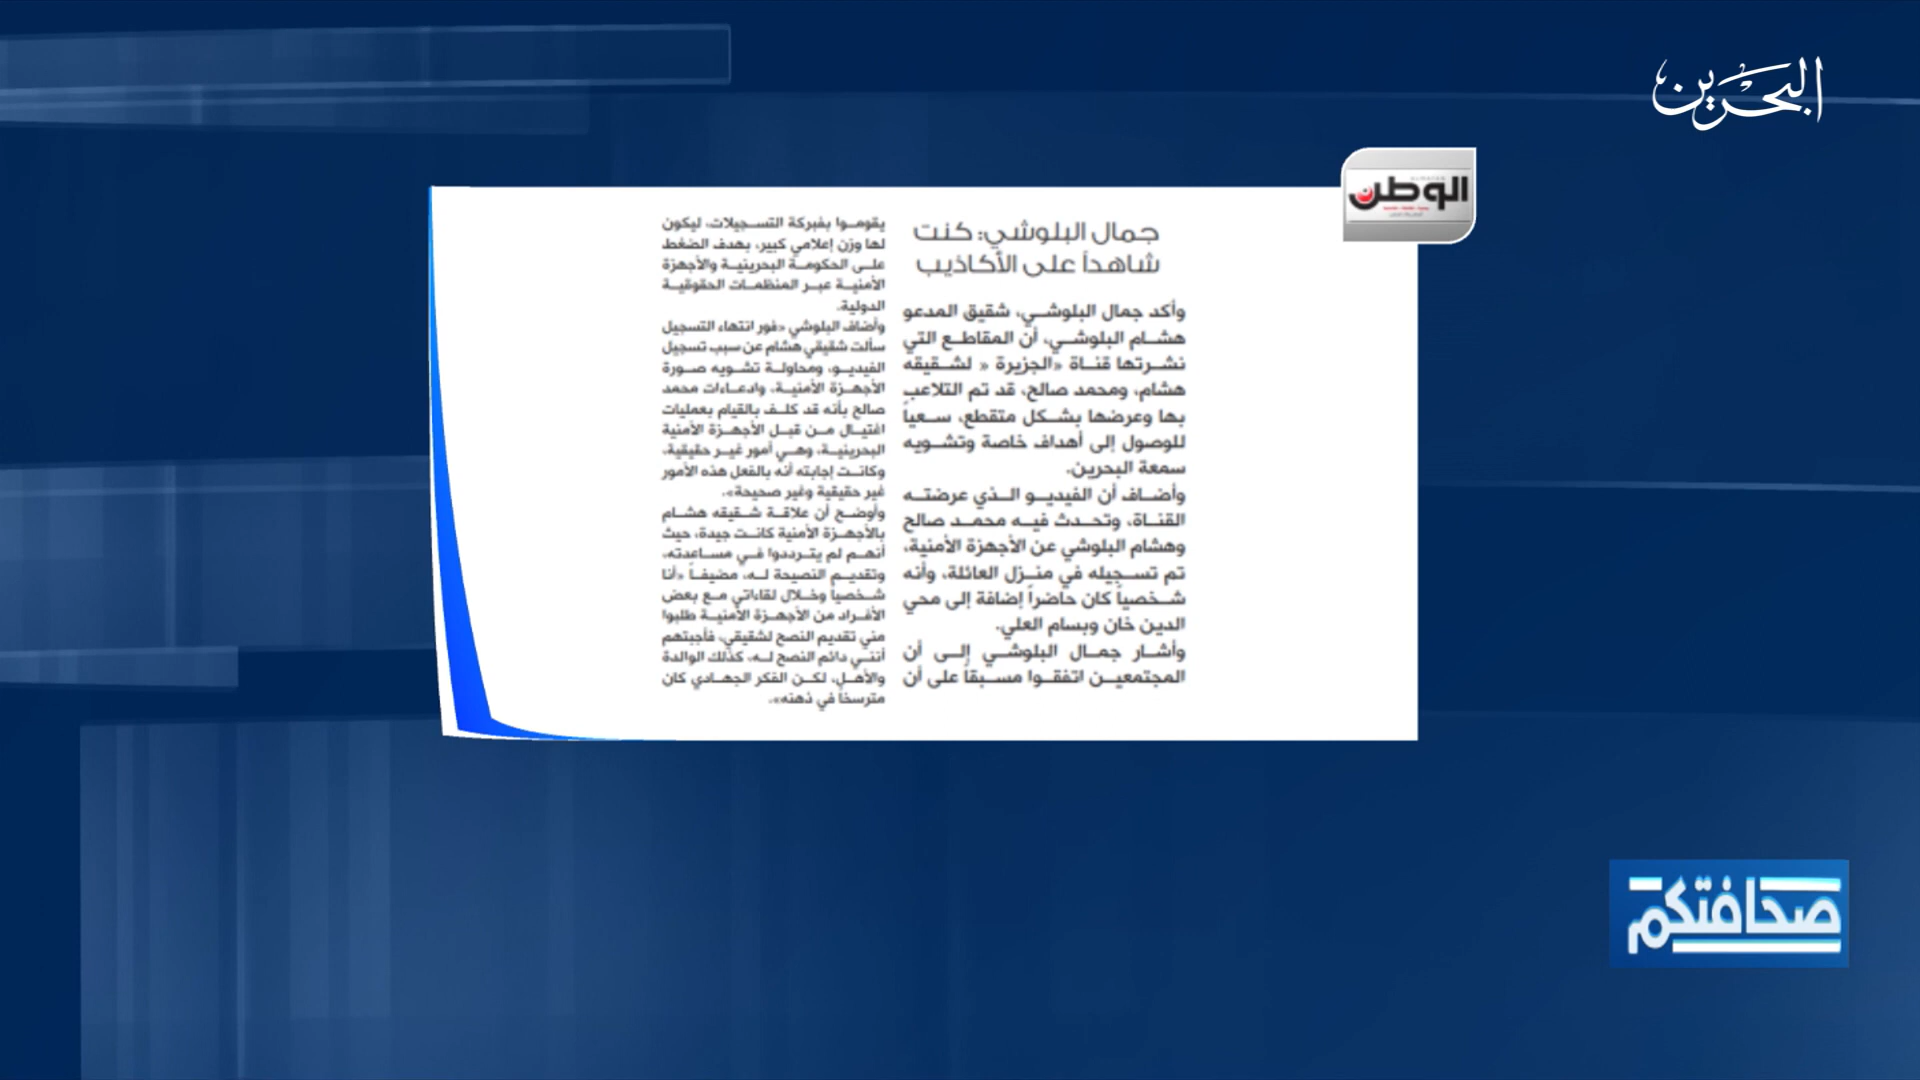 البحرين
الوطن
جمال البلوشي: كنت
شاهداً على الأكاذيب
وأكد جمال البلوشي، شقيق المدعو
هشام البلوشي، أن المقاطع التي
نشرتها قناة «الجزيرة « لشقيقه
هشام، ومحمد صالح، قد تم التلاعب
بها وعرضها بشكل متقطع، سعياً
للوصول إلى أهداف خاصة وتشويه
سمعة البحرين.
وأضاف أن الفيديو الذي عرضته
القناة، وتحدث فيه محمد صالح
وهشام البلوشي عن الأجهزة الأمنية،
تم تسجيله في منزل العائلة، وأنه
شخصياً كان حاضراً إضافة إلى محي
الدين خان وبسام العلي.
وأشار جمال البلوشي إلى أن
المجتمعين اتفقوا مسبقاً على أن
يقوموا بفبركة التسجيلات، ليكون
لها وزن إعلامي كبير، بهدف الضغط
على الحكومة البحرينية والأجهزة
الأمنية عبر المنظمات الحقوقية
الدولية.
وأضاف البلوشي «فور انتهاء التسجيل
سألت شقيقي هشام عن سبب تسجيل
الفيديو، ومحاولة تشويه صورة
الأجهزة الأمنية، وادعاءات محمد
صالح بأنه قد كلف بالقيام بعمليات
اغتيال من قبل الأجهزة الأمنية
البحرينية، وهي أمور غير حقيقية،
وكانت إجابته أنه بالفعل هذه الأمور
غير حقيقية وغير صحيحة».
وأوضح أن علاقة شقيقه هشام
بالأجهزة الأمنية كانت جيدة، حيث
أنهم لم يترددوا في مساعدته،
وتقديم النصيحة له، مضيفاً «أنا
شخصياً وخلال لقاءاتي مع بعض
الأفراد من الأجهزة الأمنية طلبوا
مني تقديم النصح لشقيقي، فأجبتهم
أنني دائم النصح له، كذلك الوالدة
والأهل، لكن الفكر الجهادي كان
مترسخاً في ذهنه».
صحافتكم